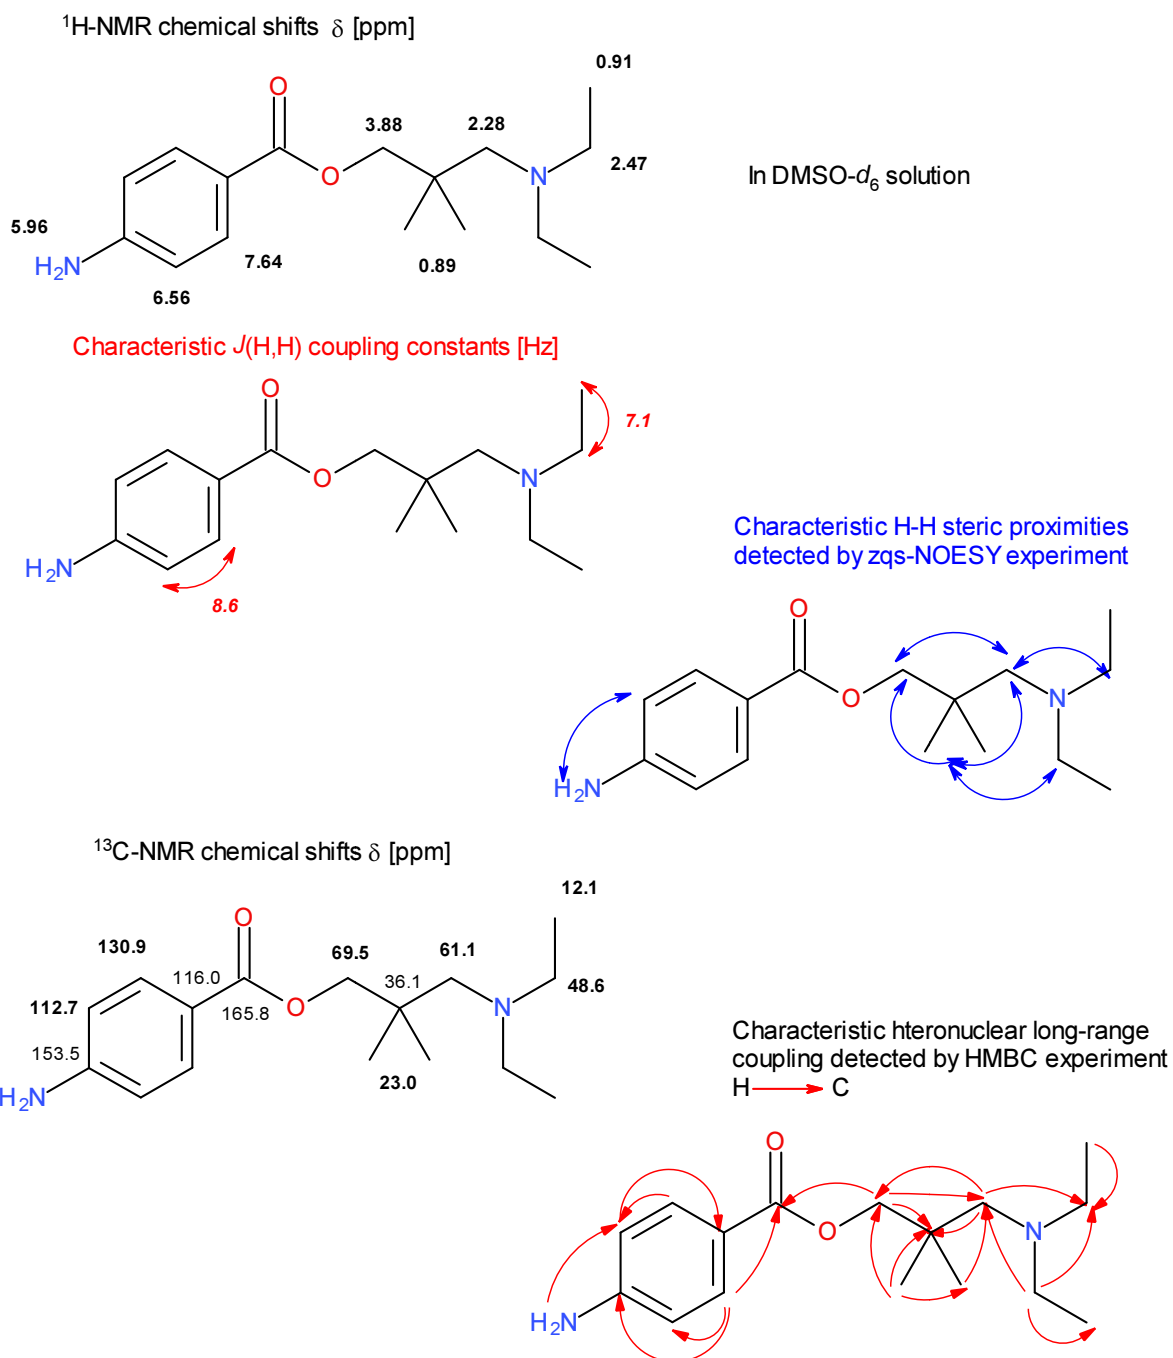 ¹H-NMR chemical shifts δ [ppm]
0.91
O
3.88
2.28
2.47
O
N
In DMSO-d₆ solution
5.96
H₂N
7.64
0.89
6.56
Characteristic J(H,H) coupling constants [Hz]
O
7.1
O
N
H₂N
8.6
Characteristic H-H steric proximities
detected by zqs-NOESY experiment
O
O
N
H₂N
¹³C-NMR chemical shifts δ [ppm]
12.1
O
130.9
69.5
61.1
116.0
36.1
48.6
112.7
165.8
O
N
153.5
23.0
H₂N
Characteristic hteronuclear long-range
coupling detected by HMBC experiment
H → C
O
O
N
H₂N